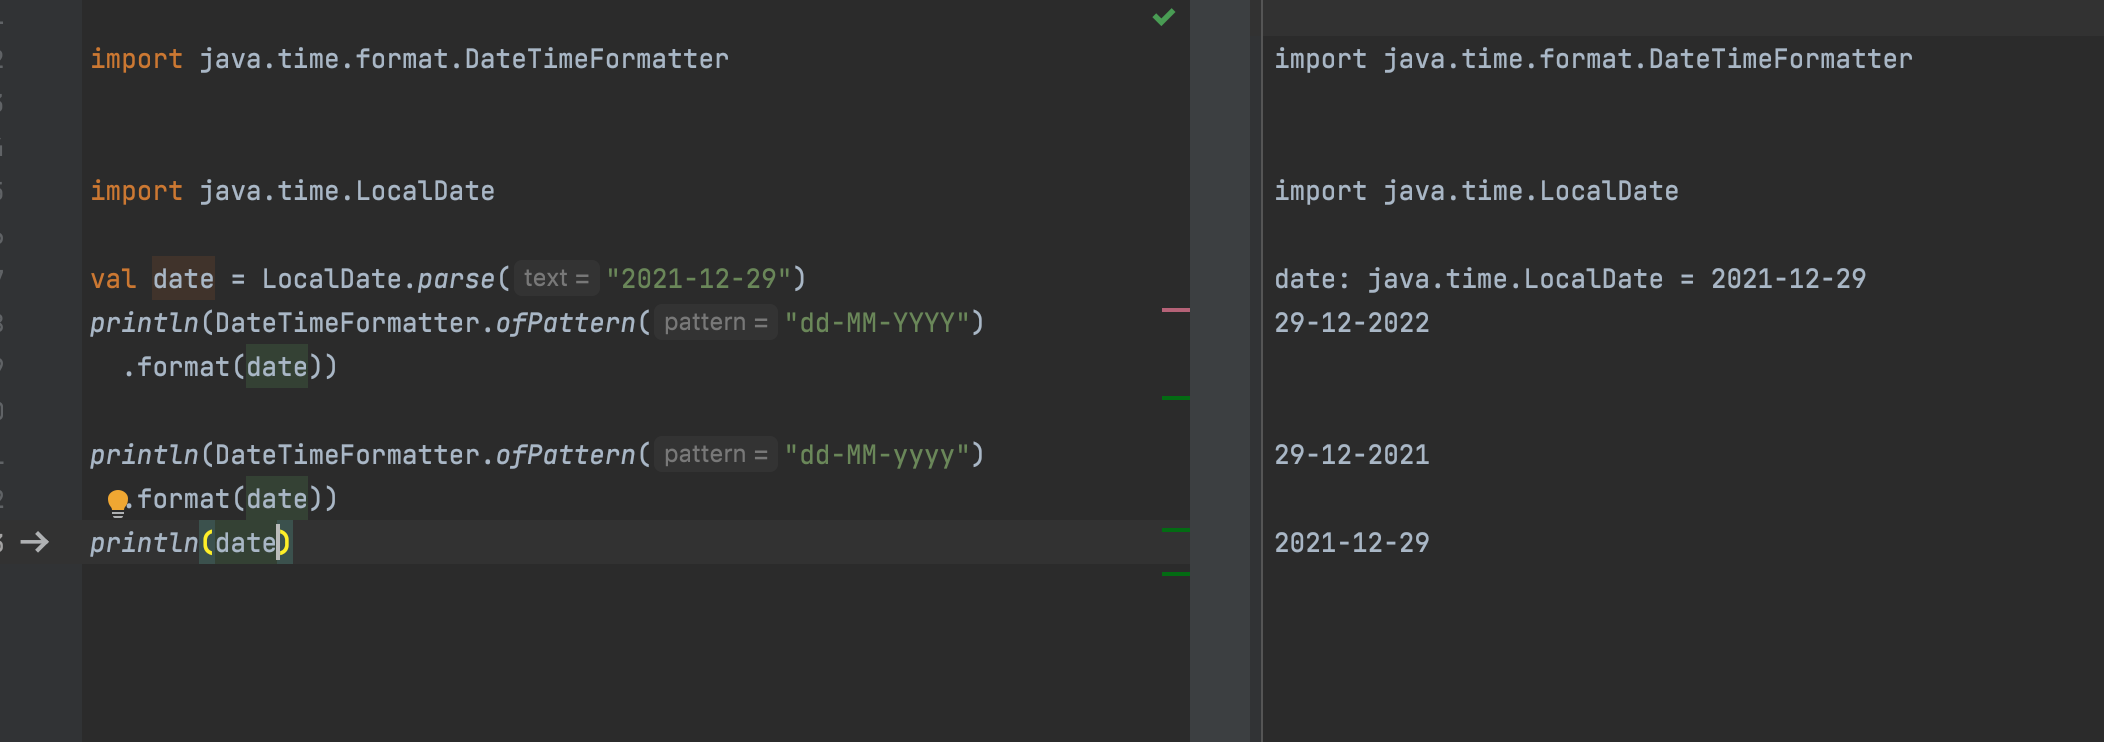 import java.time.format.DateTimeFormatter
import java.time.LocalDate
val date = LocalDate.parse( text = "2021-12-29")
println(DateTimeFormatter.ofPattern( pattern = "dd-MM-YYYY")
.format(date))
println(DateTimeFormatter.ofPattern( pattern = "dd-MM-yyyy")
.format(date))
println(date)
import java.time.format.DateTimeFormatter
import java.time.LocalDate
date: java.time.LocalDate = 2021-12-29
29-12-2022
29-12-2021
2021-12-29